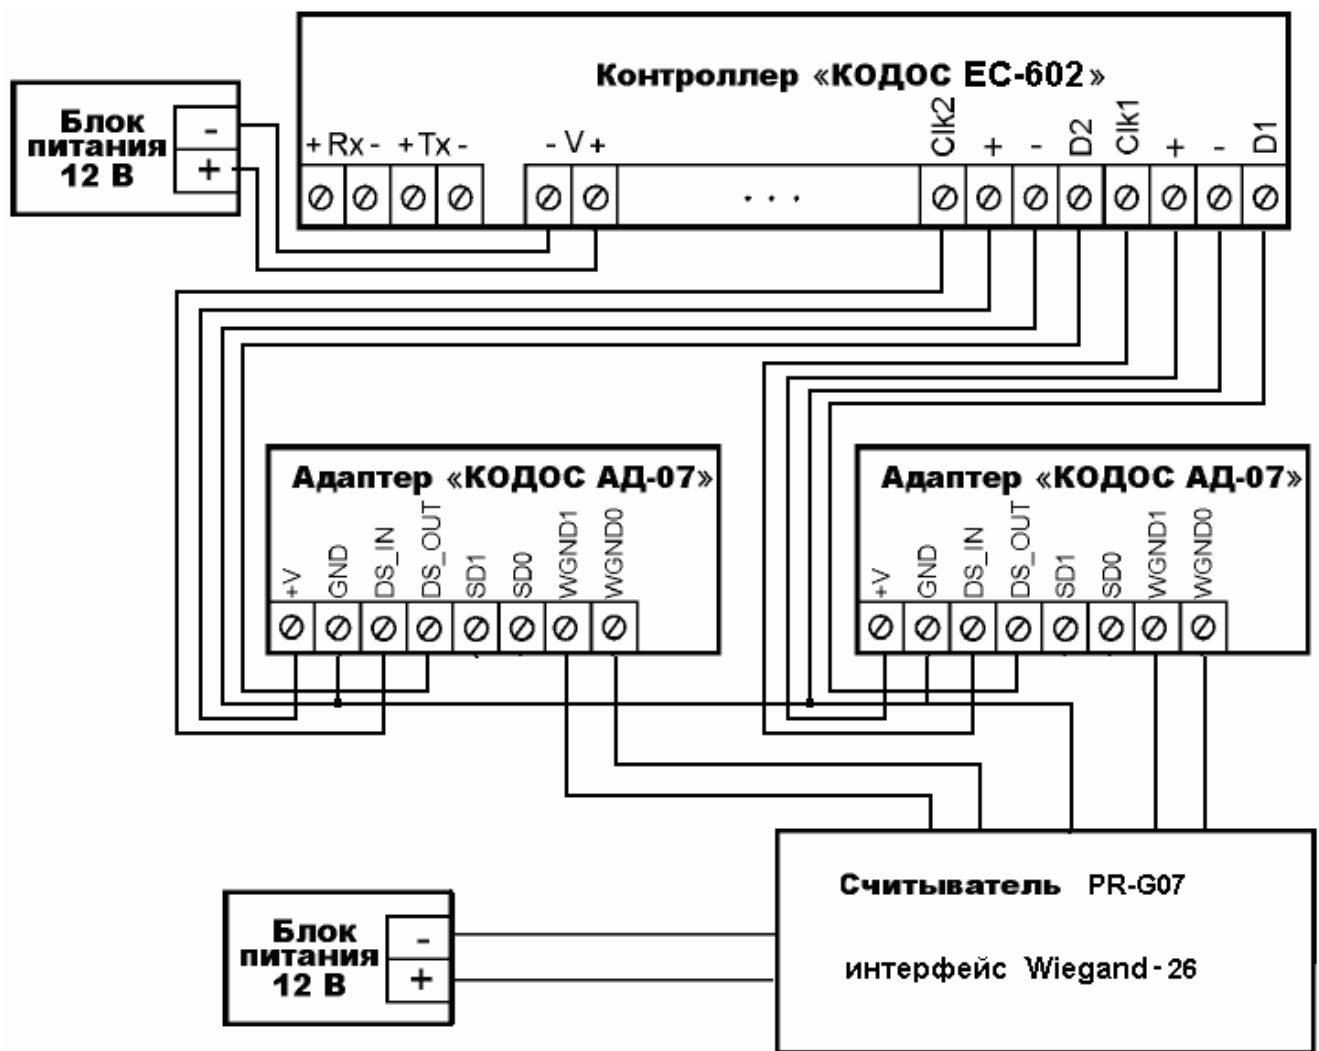 Контроллер «КОДОС ЕС-602»
Блок
питания
12 В
-
+
+ Rx - + Tx -
- V +
Clk2
+
-
D2
Clk1
+
-
D1
. . .
Адаптер «КОДОС АД-07»
+V
GND
DS_IN
DS_OUT
SD1
SD0
WGND1
WGND0
Адаптер «КОДОС АД-07»
+V
GND
DS_IN
DS_OUT
SD1
SD0
WGND1
WGND0
Считыватель PR-G07
интерфейс Wiegand - 26
Блок
питания
12 В
-
+